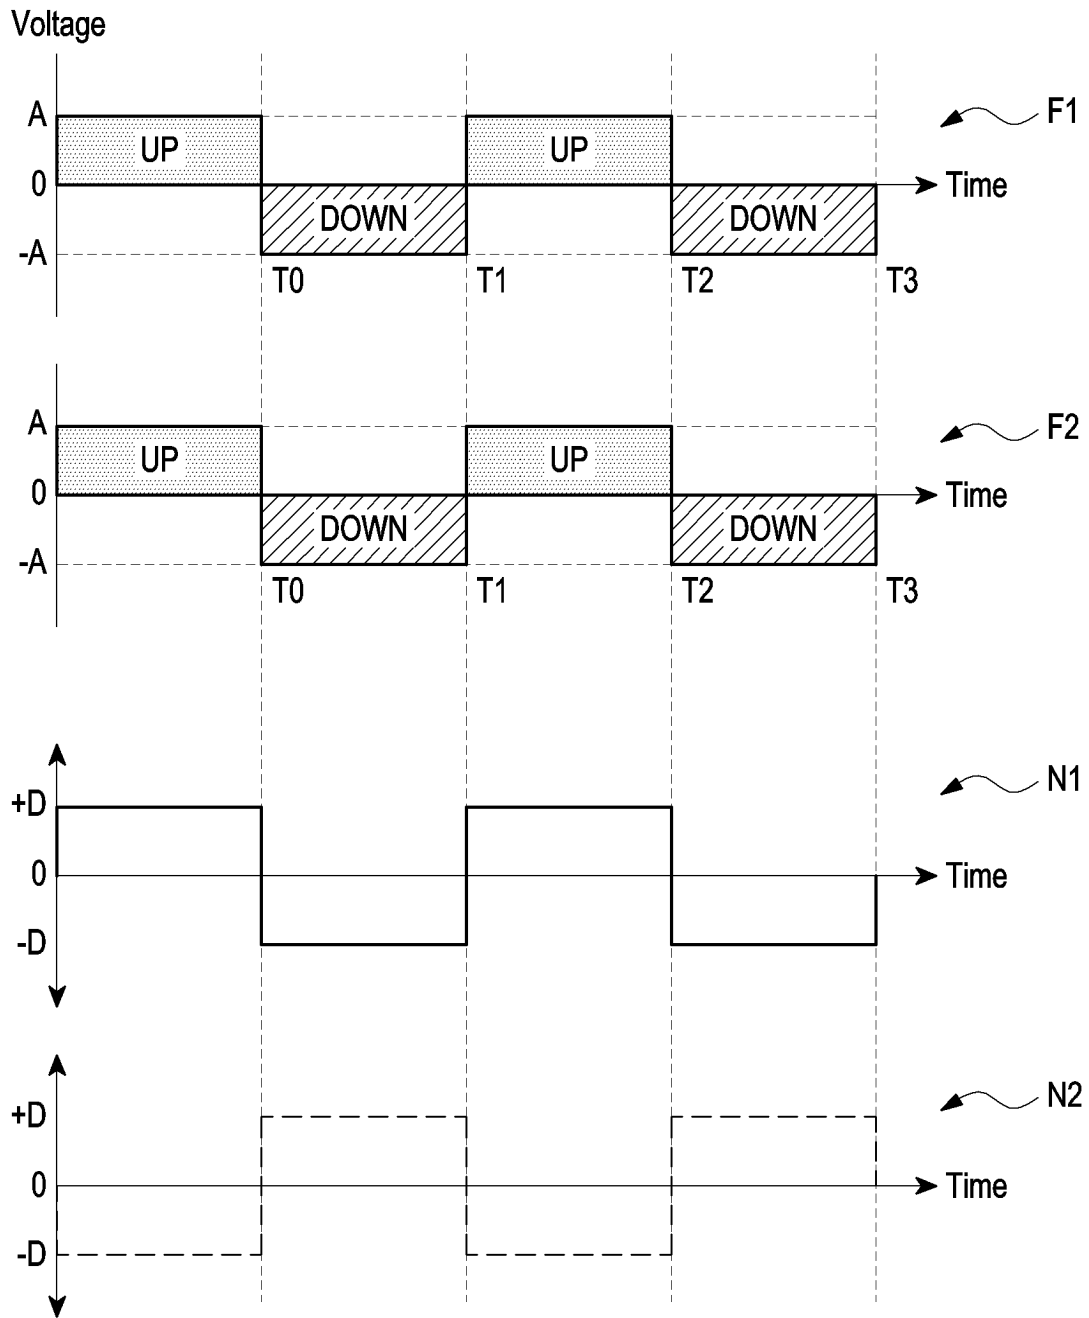 Voltage
A
UP
UP
F1
0
Time
DOWN
DOWN
-A
T0
T1
T2
T3
A
UP
UP
F2
0
Time
DOWN
DOWN
-A
T0
T1
T2
T3
N1
+D
0
Time
-D
N2
+D
0
Time
-D